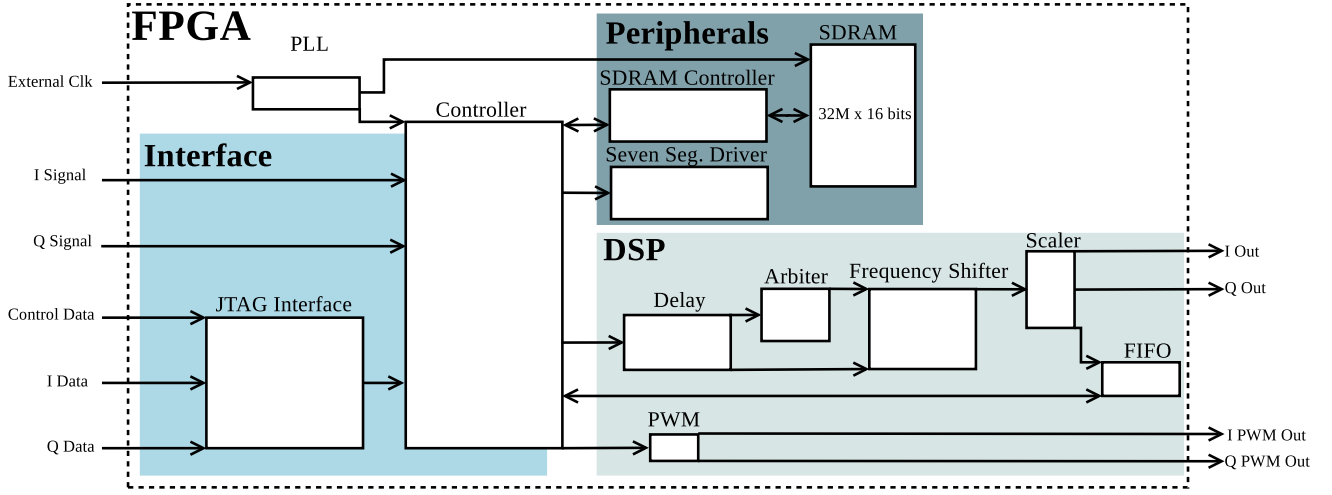 FPGA
PLL
External Clk
Peripherals
SDRAM
SDRAM Controller
32M x 16 bits
Seven Seg. Driver
Controller
Interface
I Signal
Q Signal
Control Data
JTAG Interface
I Data
Q Data
DSP
Delay
Arbiter
Frequency Shifter
Scaler
FIFO
PWM
I Out
Q Out
I PWM Out
Q PWM Out